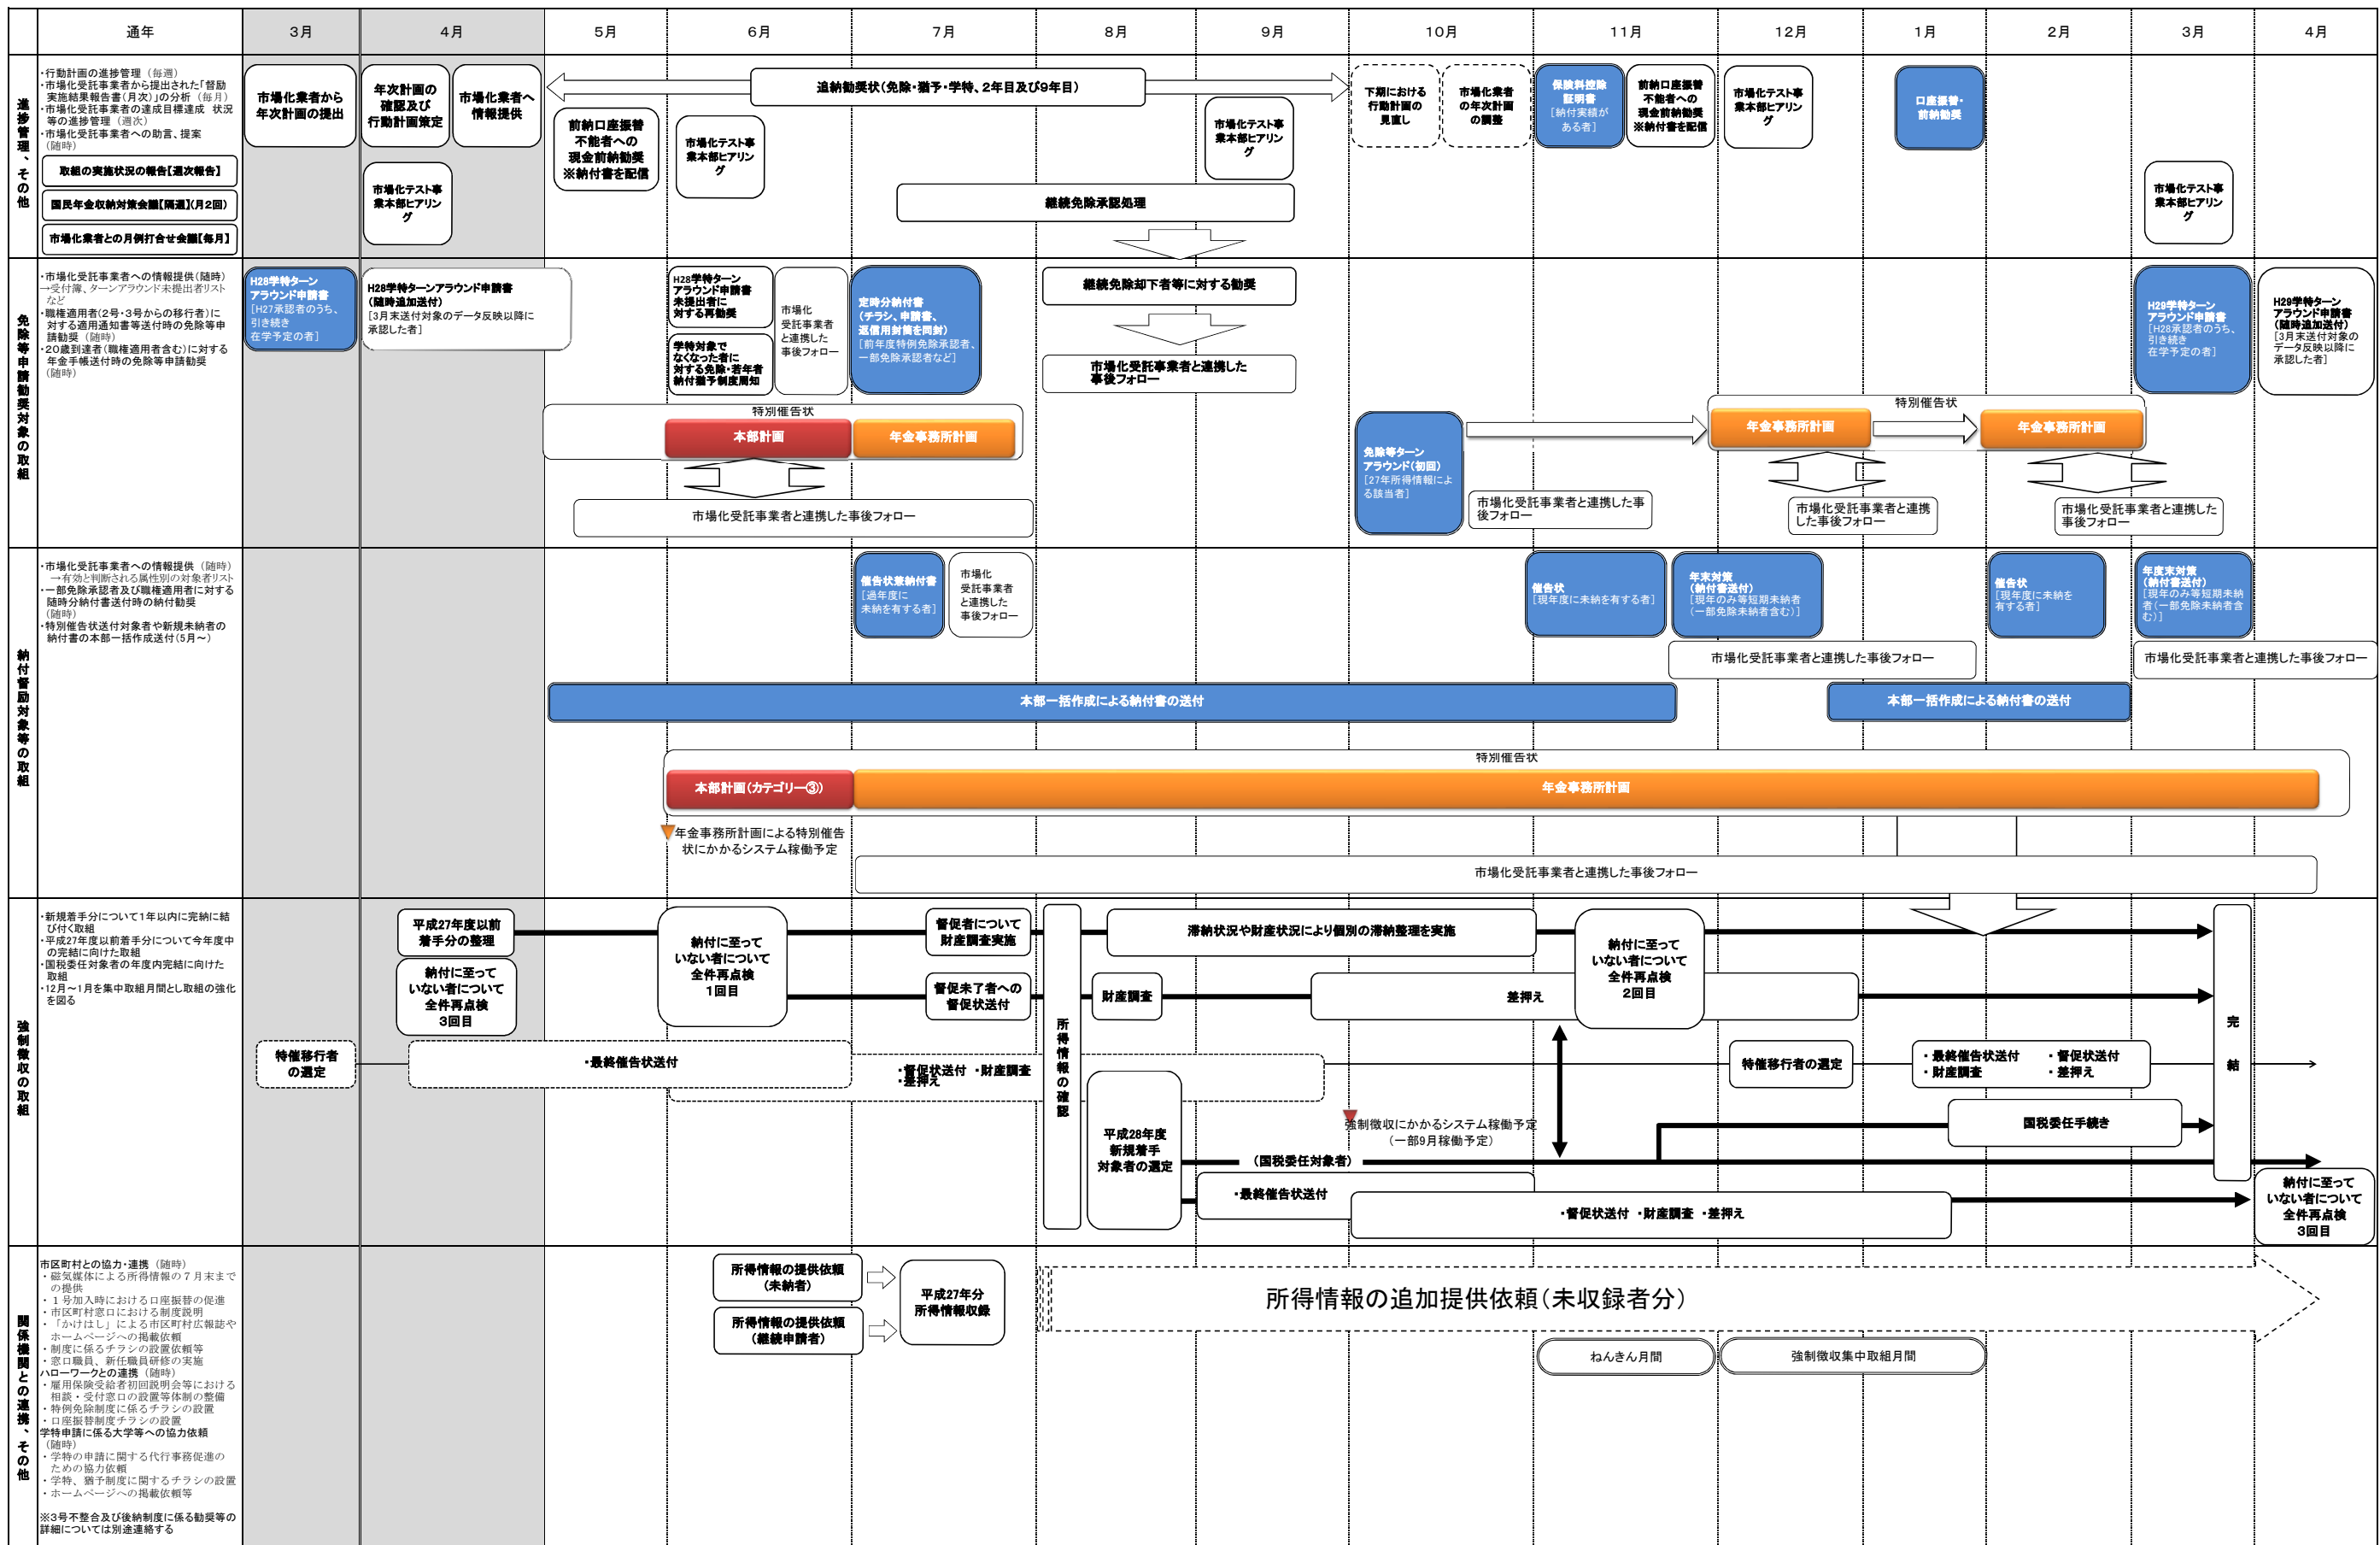 通年
3月
4月
5月
6月
7月
8月
9月
10月
11月
12月
1月
2月
3月
4月
進捗管理、その他
・行動計画の進捗管理（毎週）
・市場化受託事業者から提出された「督励
実施結果報告書（月次）」の分析（毎月）
・市場化受託事業者の達成目標達成　状況
等の進捗管理（週次）
・市場化受託事業者への助言、提案
（随時）
取組の実施状況の報告【週次報告】
国民年金収納対策会議【隔週】（月2回）
市場化業者との月例打合せ会議【毎月】
市場化業者から
年次計画の提出
年次計画の
確認及び
行動計画策定
市場化業者へ
情報提供
市場化テスト事
業本部ヒアリン
グ
追納勧奨状（免除・猶予・学特、2年目及び9年目）
前納口座振替
不能者への
現金前納勧奨
※納付書を配信
市場化テスト事
業本部ヒアリン
グ
市場化テスト事
業本部ヒアリン
グ
継続免除承認処理
下期における
行動計画の
見直し
市場化業者
の年次計画
の調整
保険料控除
証明書
［納付実績が
ある者］
前納口座振替
不能者への
現金前納勧奨
※納付書を配信
市場化テスト事
業本部ヒアリン
グ
口座振替・
前納勧奨
市場化テスト事
業本部ヒアリン
グ
免除等申請勧奨対象の取組
・市場化受託事業者への情報提供（随時）
→受付簿、ターンアラウンド未提出者リスト
など
・職権適用者（2号・3号からの移行者）に
対する適用通知書等送付時の免除等申
請勧奨（随時）
・20歳到達者（職権適用者含む）に対する
年金手帳送付時の免除等申請勧奨
（随時）
H28学特ターン
アラウンド申請書
［H27承認者のうち、
引き続き
在学予定の者］
H28学特ターンアラウンド申請書
（随時追加送付）
［3月送付対象のデータ反映以降に
承認した者］
H28学特ターン
アラウンド申請書
未提出者に
対する再勧奨
学特対象で
なくなった者に
対する免除・若年者
納付猶予制度周知
市場化
受託事業者
と連携した
事後フォロー
定時分納付書
（チラシ、申請書、
返信用封筒を同封）
［前年度特例免除承認者、
一部免除承認者など］
継続免除却下者等に対する勧奨
市場化受託事業者と連携した
事後フォロー
H29学特ターン
アラウンド申請書
［H28承認者のうち、
引き続き
在学予定の者］
H29学特ターン
アラウンド申請書
（随時追加送付）
［3月末送付対象の
データ反映以降に
承認した者］
特別催告状
本部計画
年金事務所計画
市場化受託事業者と連携した事後フォロー
免除等ターン
アラウンド（初回）
［27年所得情報によ
る該当者］
市場化受託事業者と連携した事
後フォロー
特別催告状
年金事務所計画
年金事務所計画
市場化受託事業者と連携
した事後フォロー
市場化受託事業者と連携した
事後フォロー
納付督励対象等の取組
・市場化受託事業者への情報提供（随時）
→有効と判断される属性別の対象者リスト
・一部免除承認者及び職権適用者に対する
随時分納付書送付時の納付勧奨
（随時）
・特別催告状送付対象者や新規未納者の
納付書の本部一括作成送付（5月～）
催告状兼納付書
［過年度に
未納を有する者］
市場化
受託事業者
と連携した
事後フォロー
催告状
［現年度に未納を有する者］
年末対策
（納付書送付）
［現年のみ等短期未納者
（一部免除未納者含む）］
催告状
［現年度に未納を
有する者］
年度末対策
（納付書送付）
［現年のみ等短期未納
者（一部免除未納者含
む）］
市場化受託事業者と連携した事後フォロー
市場化受託事業者と連携した事後フォロー
本部一括作成による納付書の送付
本部一括作成による納付書の送付
特別催告状
本部計画（カテゴリー③）
年金事務所計画
年金事務所計画による特別催告
状にかかるシステム稼働予定
市場化受託事業者と連携した事後フォロー
強制徴収の取組
・新規着手分について1年以内に完納に結
び付く取組
・平成27年度以前着手分について今年度中
の完結に向けた取組
・国税委任対象者の年度内完結に向けた
取組
・12月～1月を集中取組月間とし取組の強化
を図る
平成27年度以前
着手分の整理
納付に至って
いない者について
全件再点検
3回目
納付に至って
いない者について
全件再点検
1回目
督促者について
財産調査実施
督促未了者への
督促状送付
所得情報の確認
滞納状況や財産状況により個別の滞納整理を実施
財産調査
差押え
納付に至って
いない者について
全件再点検
2回目
完結
特催移行者
の選定
・最終催告状送付
・督促状送付　・財産調査
・差押え
特催移行者の選定
・最終催告状送付　・督促状送付
・財産調査　・差押え
強制徴収にかかるシステム稼働予定
（一部9月稼働予定）
国税委任手続き
平成28年度
新規着手
対象者の選定
（国税委任対象者）
・最終催告状送付
・督促状送付　・財産調査　・差押え
納付に至って
いない者について
全件再点検
3回目
関係機関との連携、その他
市区町村との協力・連携（随時）
・磁気媒体による所得情報の７月末まで
の提供
・１号加入時における口座振替の促進
・市区町村窓口における制度説明
・「かけはし」による市区町村広報誌や
ホームページへの掲載依頼
・制度に係るチラシの設置依頼等
・窓口職員、新任職員研修の実施
ハローワークとの連携（随時）
・雇用保険受給者初回説明会等における
相談・受付窓口の設置等体制の整備
・特例免除制度に係るチラシの設置
・口座振替制度チラシの設置
学特申請に係る大学等への協力依頼
（随時）
・学特の申請に関する代行事務促進の
ための協力依頼
・学特、猶予制度に関するチラシの設置
・ホームページへの掲載依頼等
※3号不整合及び後納制度に係る勧奨等の
詳細については別途連絡する
所得情報の提供依頼
（未納者）
所得情報の提供依頼
（継続申請者）
平成27年分
所得情報収録
所得情報の追加提供依頼（未収録者分）
ねんきん月間
強制徴収集中取組月間